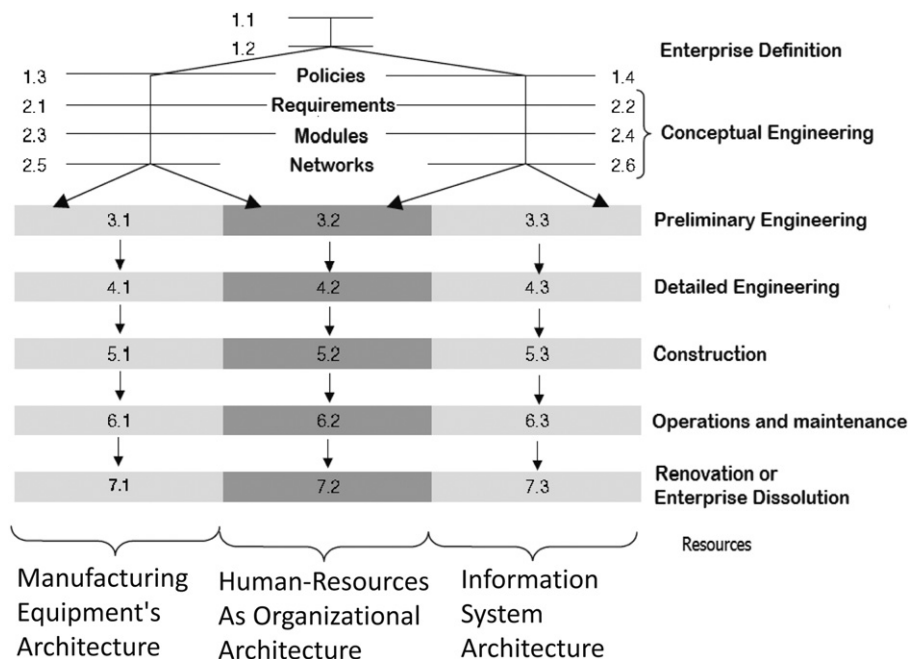 1.1
1.2
Enterprise Definition
1.3 Policies 1.4
2.1 Requirements 2.2
Conceptual Engineering
2.3 Modules 2.4
2.5 Networks 2.6
3.1 3.2 3.3 Preliminary Engineering
4.1 4.2 4.3 Detailed Engineering
5.1 5.2 5.3 Construction
6.1 6.2 6.3 Operations and maintenance
7.1 7.2 7.3 Renovation or
Enterprise Dissolution
Resources
Manufacturing
Equipment's
Architecture
Human-Resources
As Organizational
Architecture
Information
System
Architecture